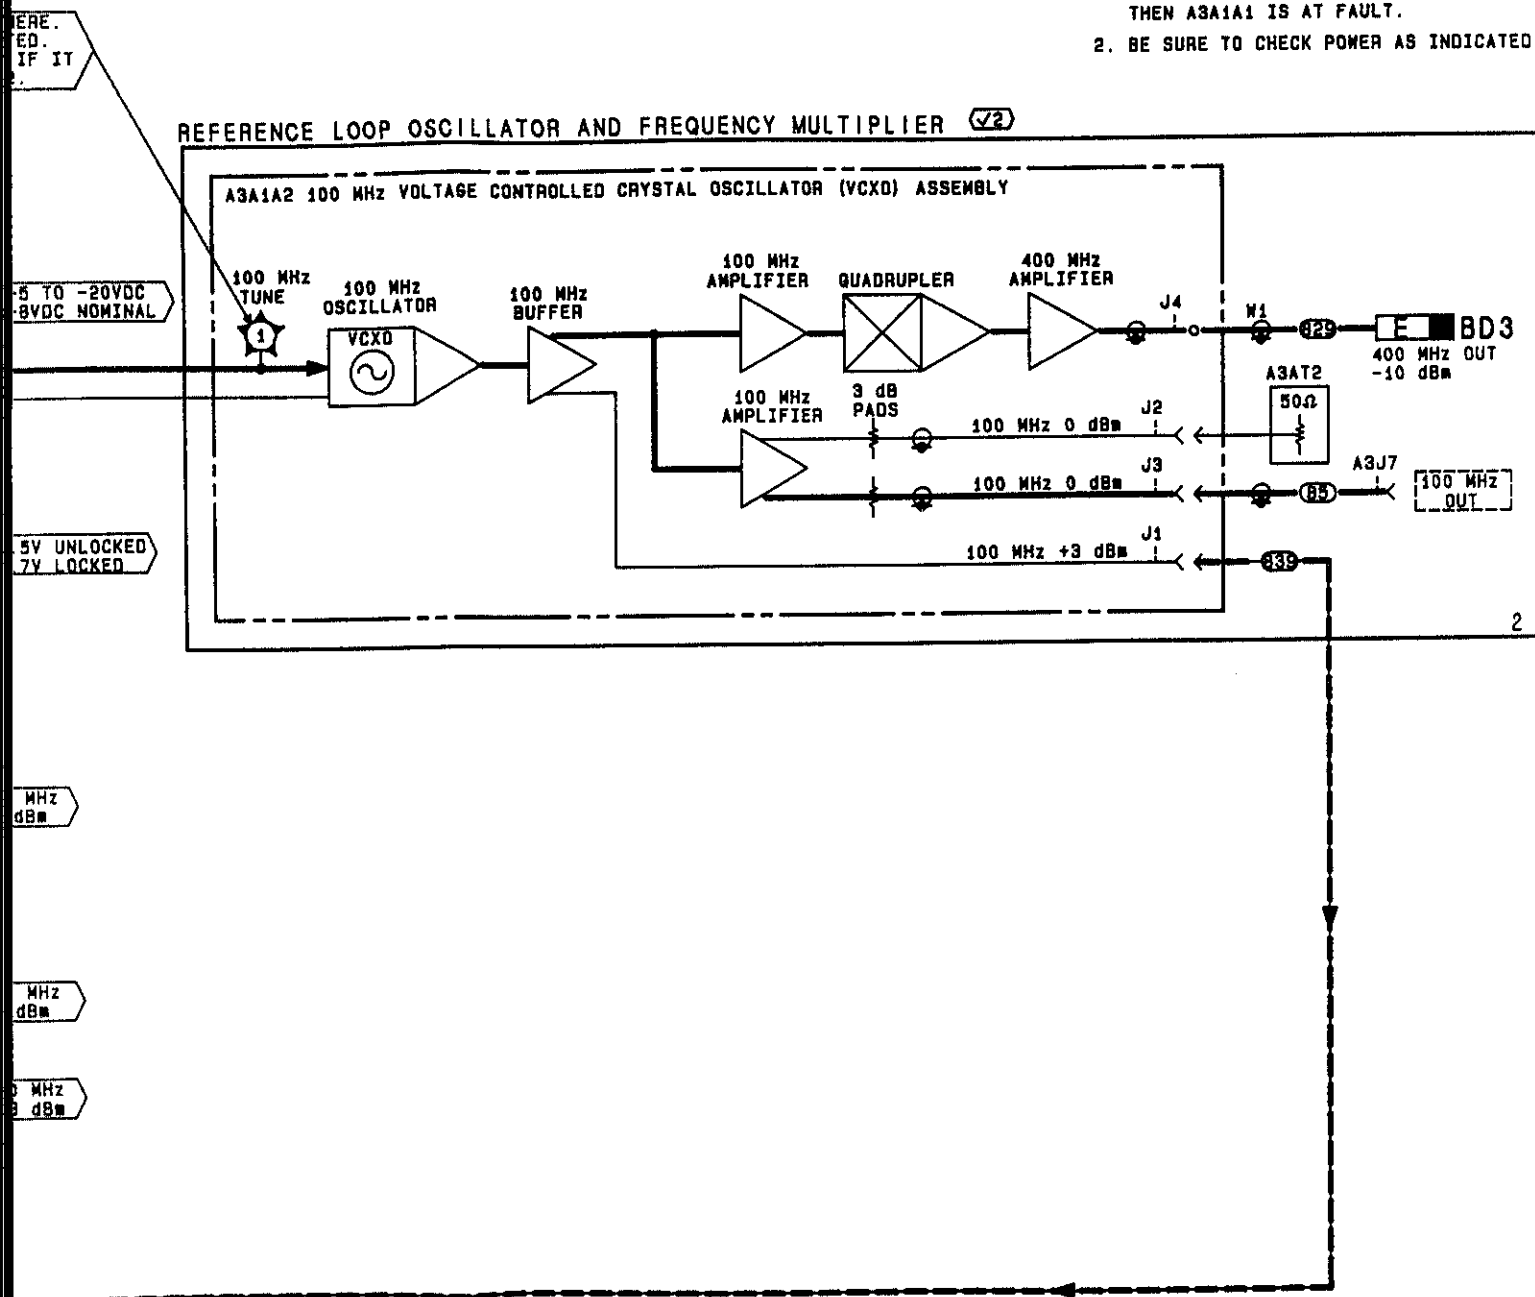 THEN A3A1A1 IS AT FAULT.
2. BE SURE TO CHECK POWER AS INDICATED
IF IT
REFERENCE LOOP OSCILLATOR AND FREQUENCY MULTIPLIER √2
A3A1A2 100 MHz VOLTAGE CONTROLLED CRYSTAL OSCILLATOR (VCXO) ASSEMBLY
-5 TO -20VDC
-8VDC NOMINAL
100 MHz
TUNE
1
100 MHz
OSCILLATOR
VCXO
100 MHz
BUFFER
100 MHz
AMPLIFIER
QUADRUPLER
400 MHz
AMPLIFIER
J4
W1
829
E
BD3
400 MHz OUT
-10 dBm
100 MHz
AMPLIFIER
3 dB
PADS
100 MHz 0 dBm
J2
A3AT2
50Ω
100 MHz 0 dBm
J3
85
A3J7
100 MHz
OUT
100 MHz +3 dBm
J1
839
5V UNLOCKED
7V LOCKED
2
MHz
dBm
MHz
dBm
MHz
dBm